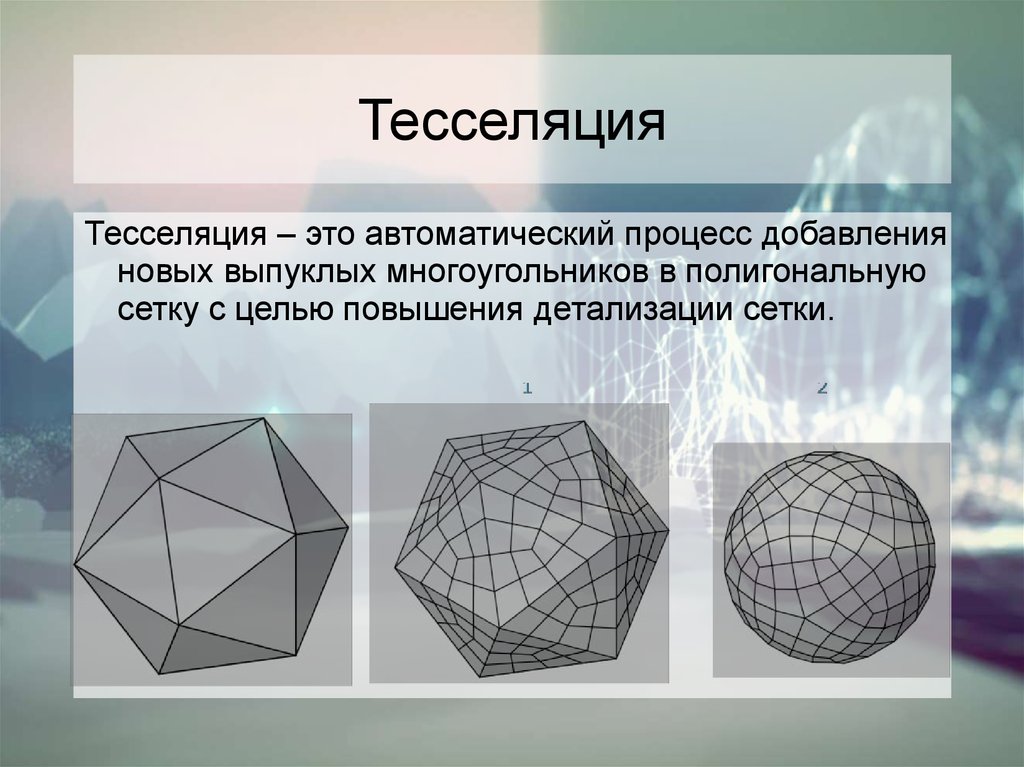 Тесселяция
Тесселяция – это автоматический процесс добавления
новых выпуклых многоугольников в полигональную
сетку с целью повышения детализации сетки.
1 2